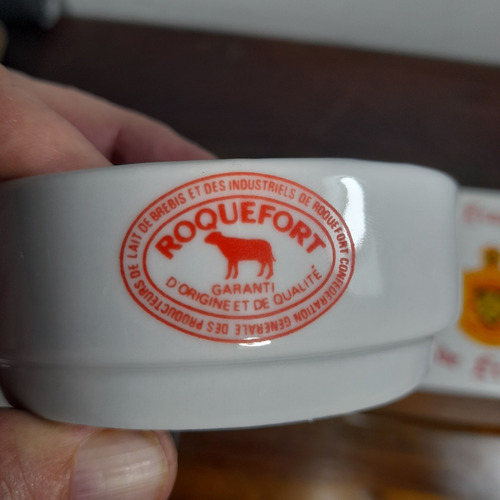 CONFEDERATION GENERALE DES PRODUCTEURS DE LAIT DE BREBIS ET DES INDUSTRIELS DE ROQUEFORT
ROQUEFORT
GARANTI
D'ORIGINE ET DE QUALITÉ